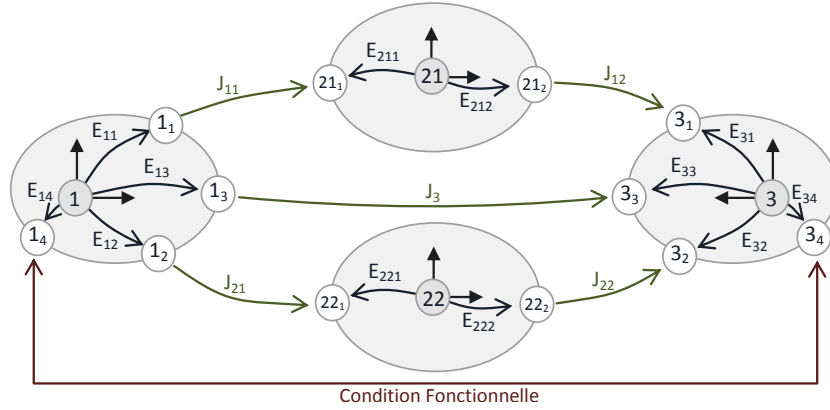 E₂₁₁
21
J₁₁
21₁
21₂
J₁₂
E₂₁₂
1₁
3₁
E₁₁
E₃₁
E₁₃
E₃₃
E₁₄
1
1₃
J₃
3₃
3
E₃₄
1₄
E₁₂
E₃₂
3₄
1₂
3₂
J₂₁
E₂₂₁
J₂₂
22₁
22
22₂
E₂₂₂
Condition Fonctionnelle